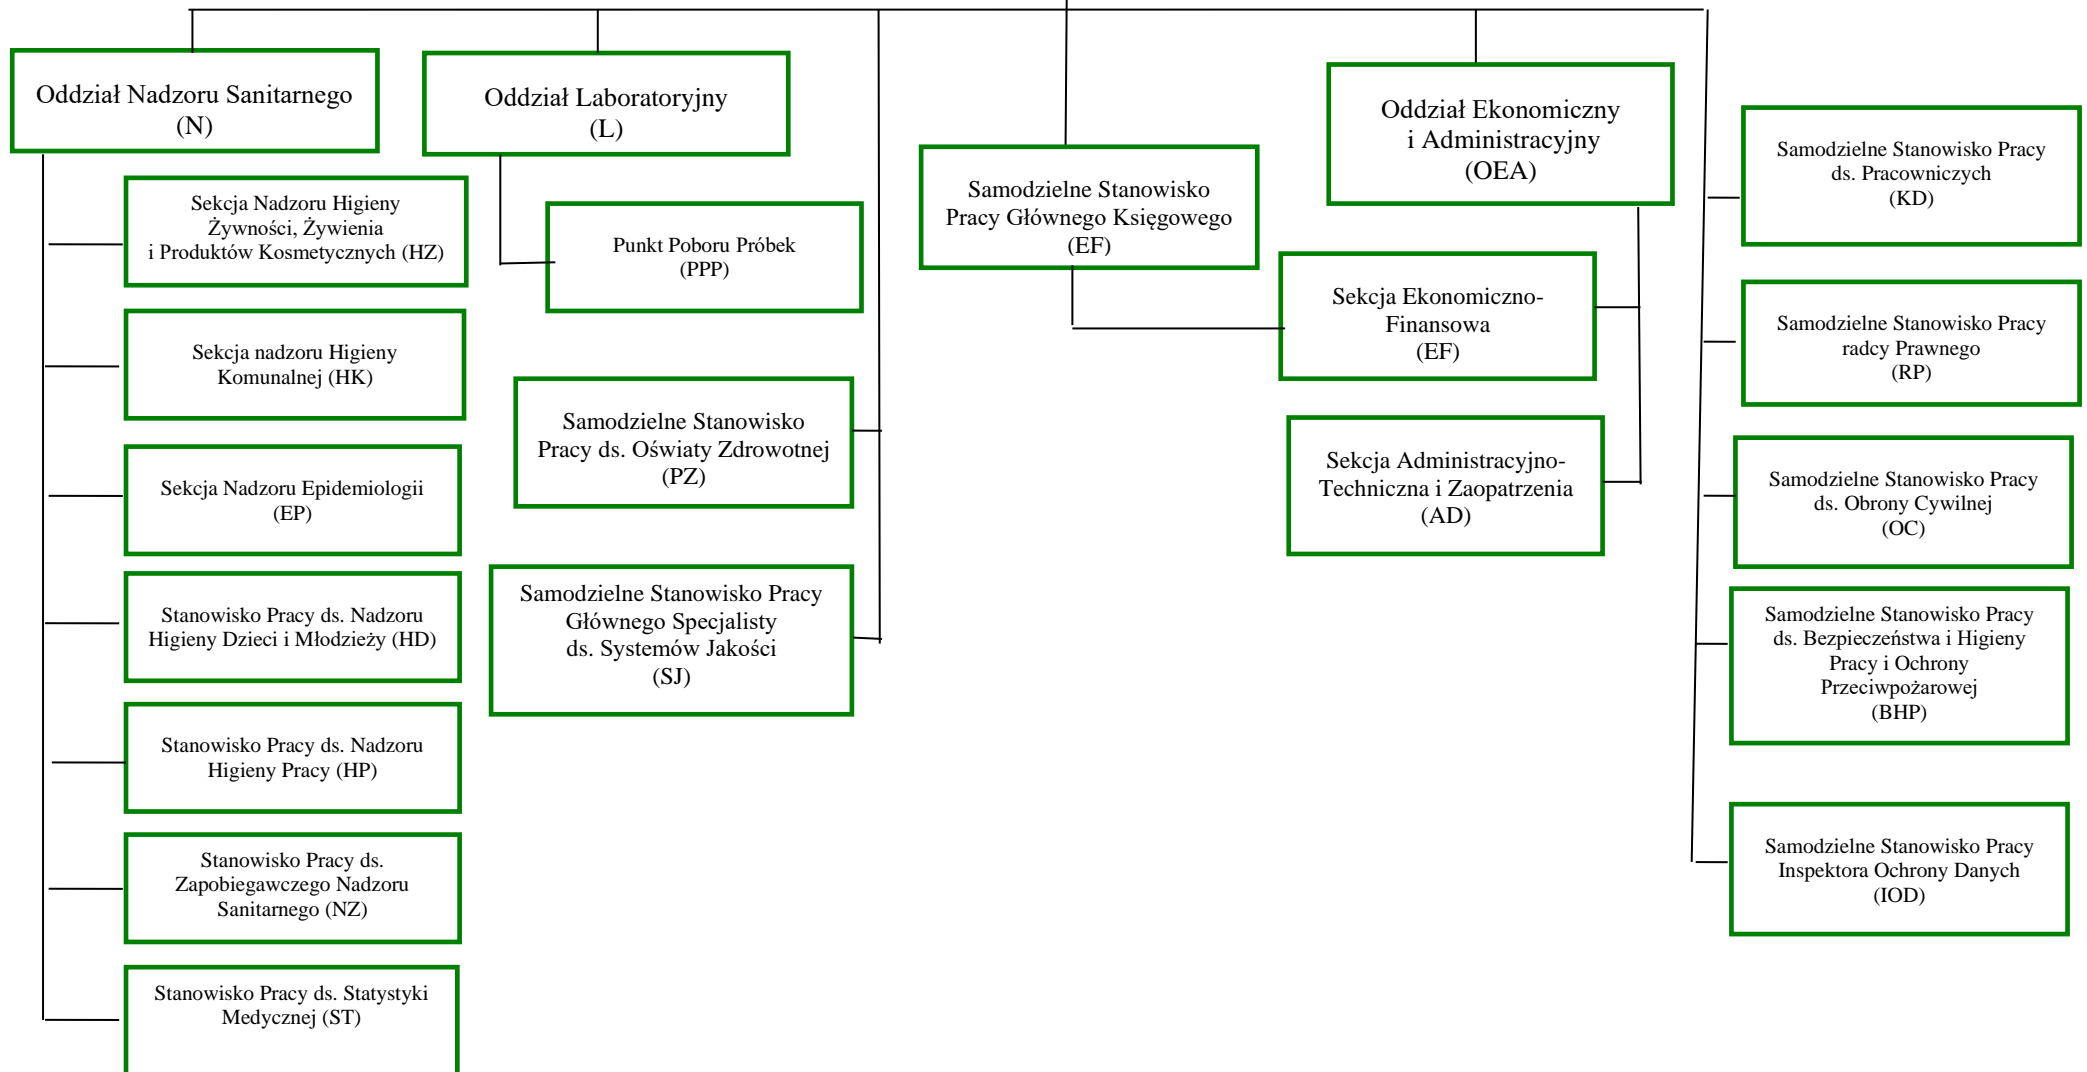 Oddział Nadzoru Sanitarnego
(N)
Sekcja Nadzoru Higieny
Żywności, Żywienia
i Produktów Kosmetycznych (HZ)
Sekcja nadzoru Higieny
Komunalnej (HK)
Sekcja Nadzoru Epidemiologii
(EP)
Stanowisko Pracy ds. Nadzoru
Higieny Dzieci i Młodzieży (HD)
Stanowisko Pracy ds. Nadzoru
Higieny Pracy (HP)
Stanowisko Pracy ds.
Zapobiegawczego Nadzoru
Sanitarnego (NZ)
Stanowisko Pracy ds. Statystyki
Medycznej (ST)
Oddział Laboratoryjny
(L)
Punkt Poboru Próbek
(PPP)
Samodzielne Stanowisko
Pracy ds. Oświaty Zdrowotnej
(PZ)
Samodzielne Stanowisko Pracy
Głównego Specjalisty
ds. Systemów Jakości
(SJ)
Samodzielne Stanowisko
Pracy Głównego Księgowego
(EF)
Oddział Ekonomiczny
i Administracyjny
(OEA)
Sekcja Ekonomiczno-
Finansowa
(EF)
Sekcja Administracyjno-
Techniczna i Zaopatrzenia
(AD)
Samodzielne Stanowisko Pracy
ds. Pracowniczych
(KD)
Samodzielne Stanowisko Pracy
radcy Prawnego
(RP)
Samodzielne Stanowisko Pracy
ds. Obrony Cywilnej
(OC)
Samodzielne Stanowisko Pracy
ds. Bezpieczeństwa i Higieny
Pracy i Ochrony
Przeciwpożarowej
(BHP)
Samodzielne Stanowisko Pracy
Inspektora Ochrony Danych
(IOD)